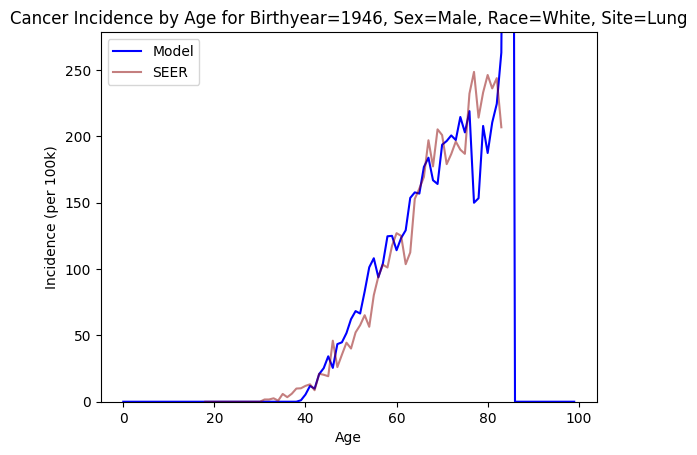 Cancer Incidence by Age for Birthyear=1946, Sex=Male, Race=White, Site=Lung
Model
SEER
250
200
150
100
50
0
Incidence (per 100k)
0 20 40 60 80 100
Age